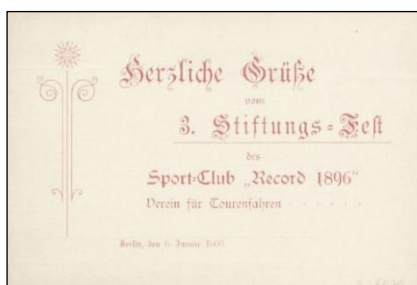 Herzliche Grüße
vom
3. Stiftungs=Fest
des
Sport-Club „Record 1896“
Verein für Tourenfahren
Berlin, den 6. Januar